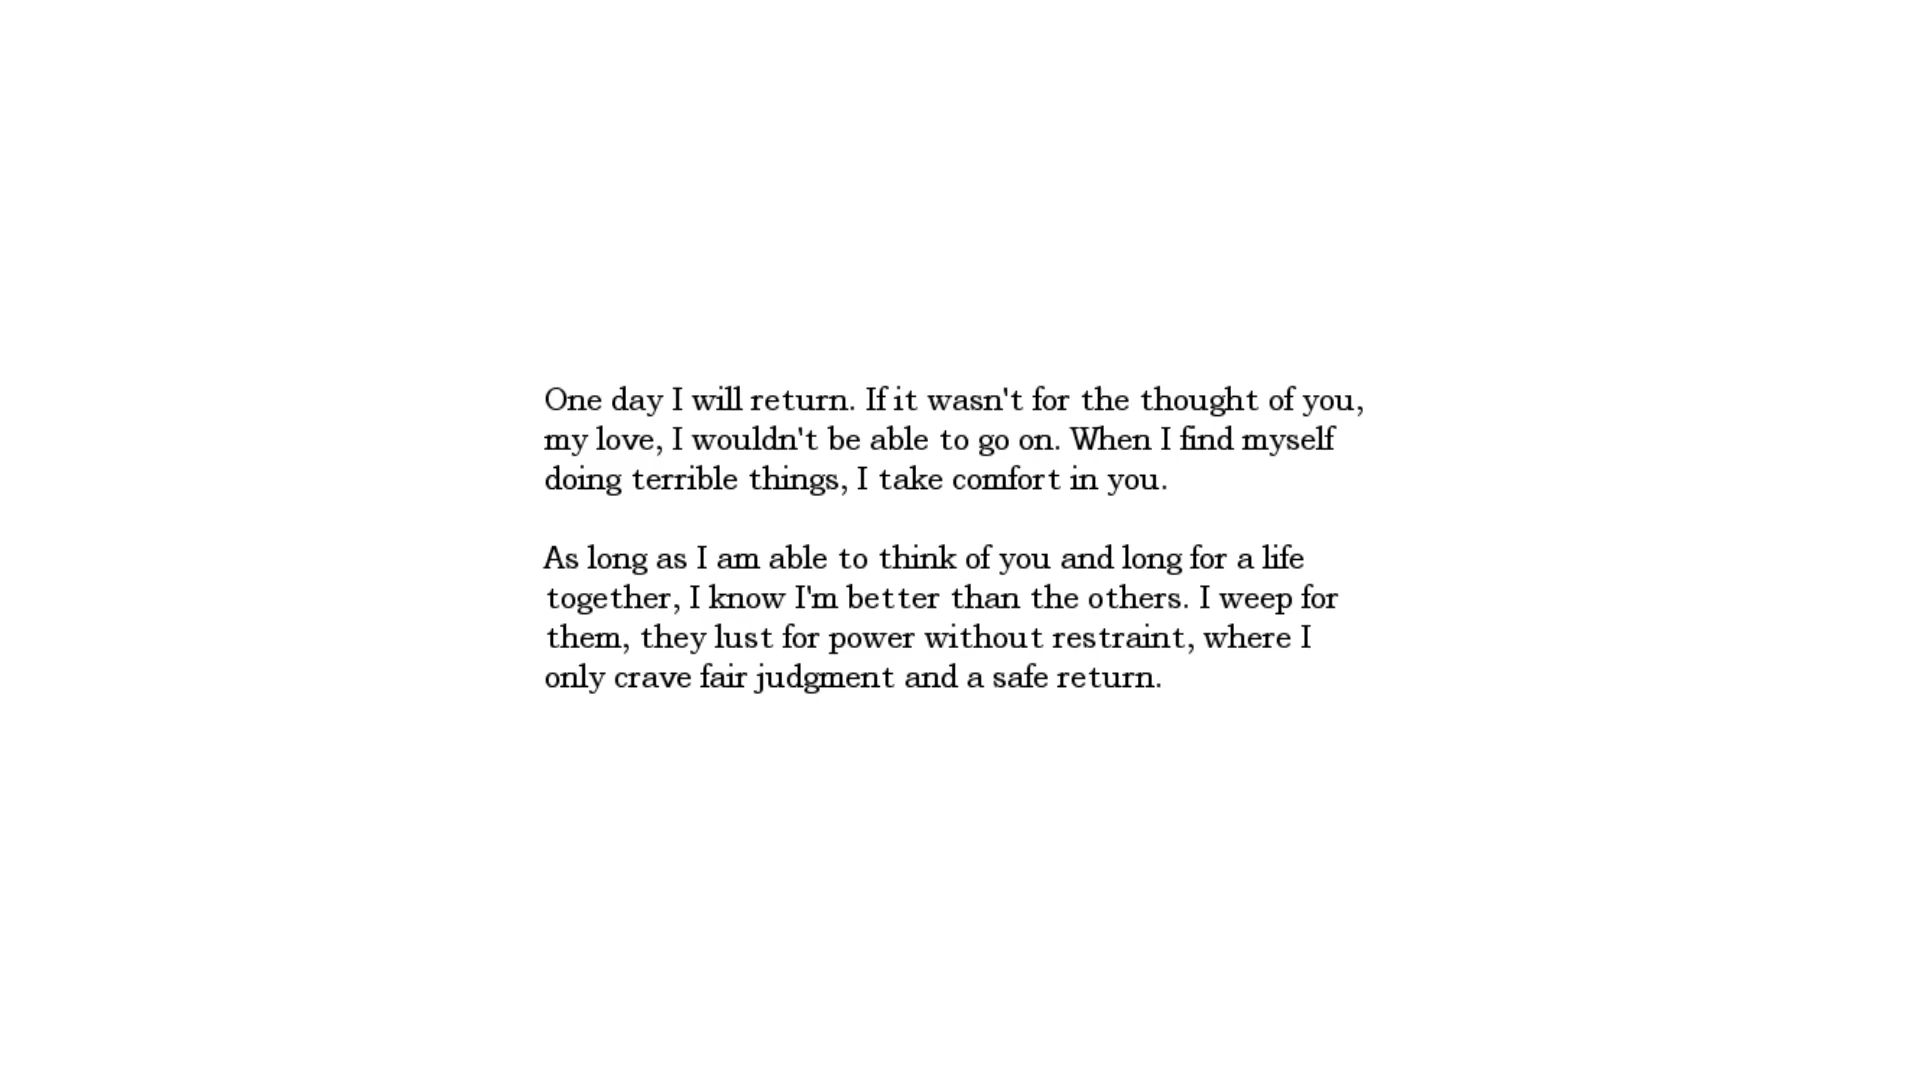 One day I will return. If it wasn't for the thought of you,
my love, I wouldn't be able to go on. When I find myself
doing terrible things, I take comfort in you.
As long as I am able to think of you and long for a life
together, I know I'm better than the others. I weep for
them, they lust for power without restraint, where I
only crave fair judgment and a safe return.